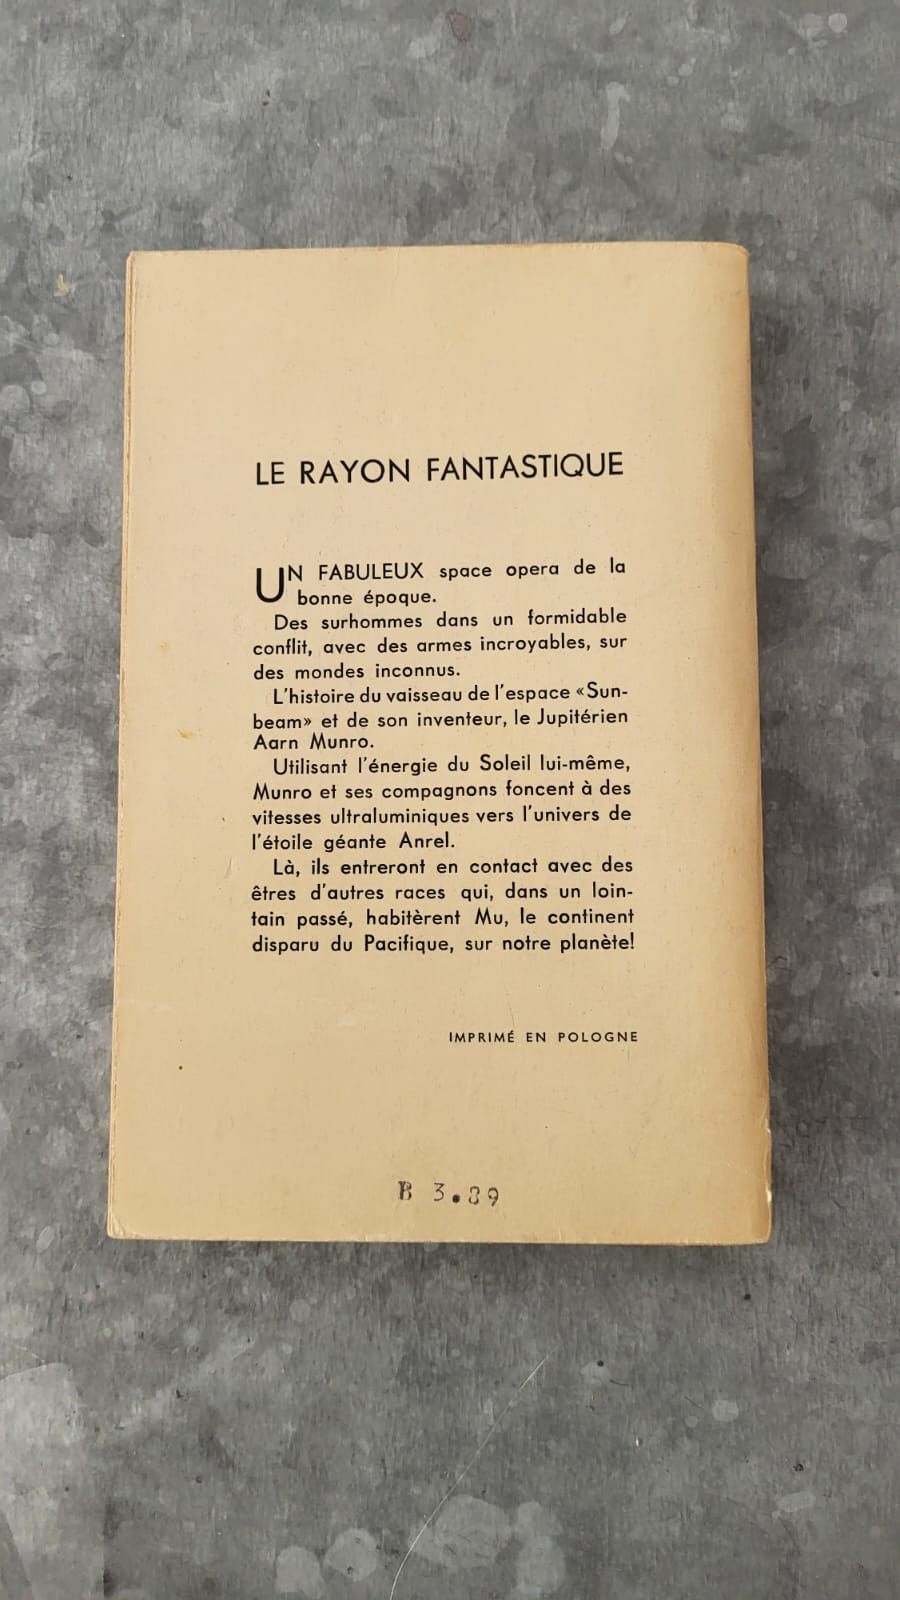 LE RAYON FANTASTIQUE
UN FABULEUX space opera de la
bonne époque.
Des surhommes dans un formidable
conflit, avec des armes incroyables, sur
des mondes inconnus.
L'histoire du vaisseau de l'espace «Sun-
beam» et de son inventeur, le Jupitérien
Aarn Munro.
Utilisant l'énergie du Soleil lui-même,
Munro et ses compagnons foncent à des
vitesses ultraluminiques vers l'univers de
l'étoile géante Anrel.
Là, ils entreront en contact avec des
êtres d'autres races qui, dans un loin-
tain passé, habitèrent Mu, le continent
disparu du Pacifique, sur notre planète!
IMPRIMÉ EN POLOGNE
B 3.89